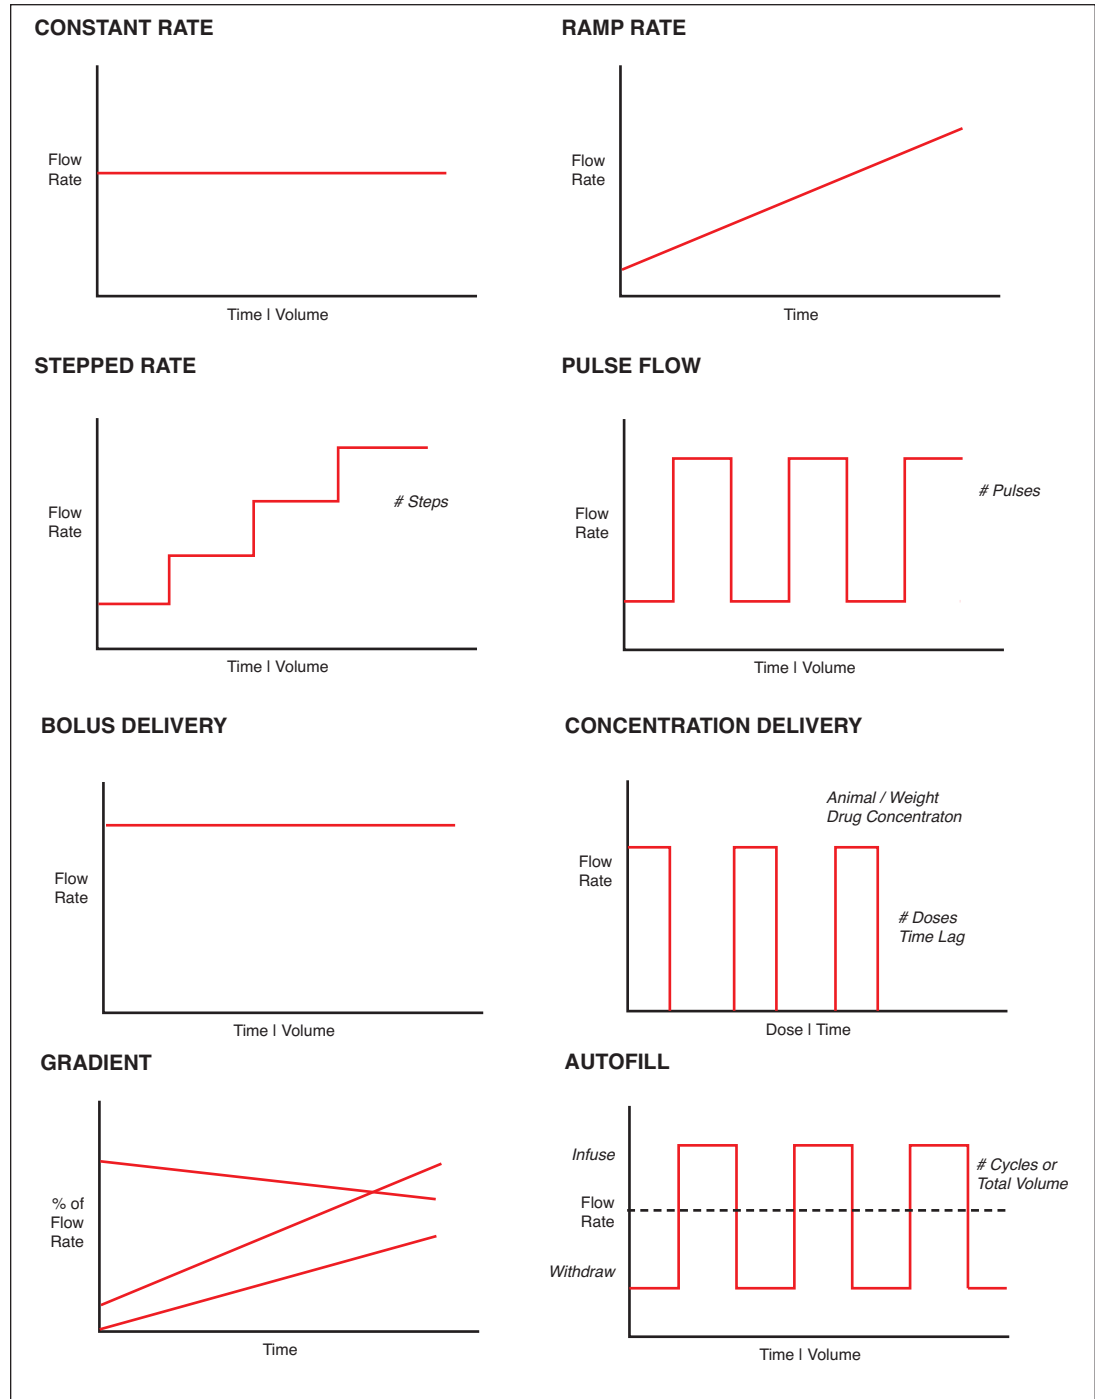 CONSTANT RATE
Flow
Rate
Time | Volume
RAMP RATE
Flow
Rate
Time
STEPPED RATE
Flow
Rate
# Steps
Time | Volume
PULSE FLOW
Flow
Rate
# Pulses
Time | Volume
BOLUS DELIVERY
Flow
Rate
Time | Volume
CONCENTRATION DELIVERY
Animal / Weight
Drug Concentraton
Flow
Rate
# Doses
Time Lag
Dose | Time
GRADIENT
% of
Flow
Rate
Time
AUTOFILL
Infuse
# Cycles or
Total Volume
Flow
Rate
Withdraw
Time | Volume